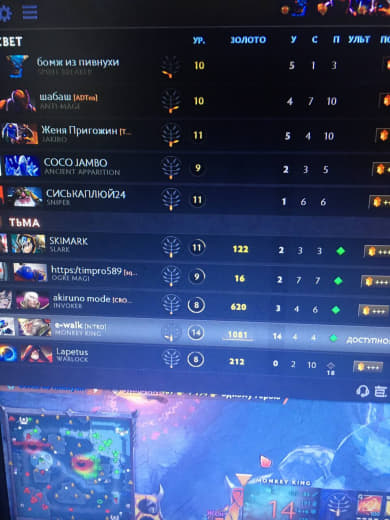 СВЕТ УР. ЗОЛОТО У С П УЛЬТ
бомж из пивнухи 10 5 1 3
SPIRIT BREAKER
шабаш [ADTea] 10 4 7 10
ANTI-MAGE
Женя Пригожин [T... 11 5 4 10
JAKIRO
COCO JAMBO 9 2 3 5
ANCIENT APPARITION
СИСЬКАПЛЮЙ24 11 1 6 6
SNIPER
ТЬМА
SKIMARK 11 122 2 3 3 +++
SLARK
https/timpro589 9 16 2 7 7 +++
OGRE MAGI
akiruno mode [CRO... 8 620 3 4 6 +++
INVOKER
e-walk [NTRD] 14 1081 14 4 4 ДОСТУПНО
MONKEY KING
Lapetus 8 212 0 2 10 18 +++
WARLOCK
MONKEY KING
14